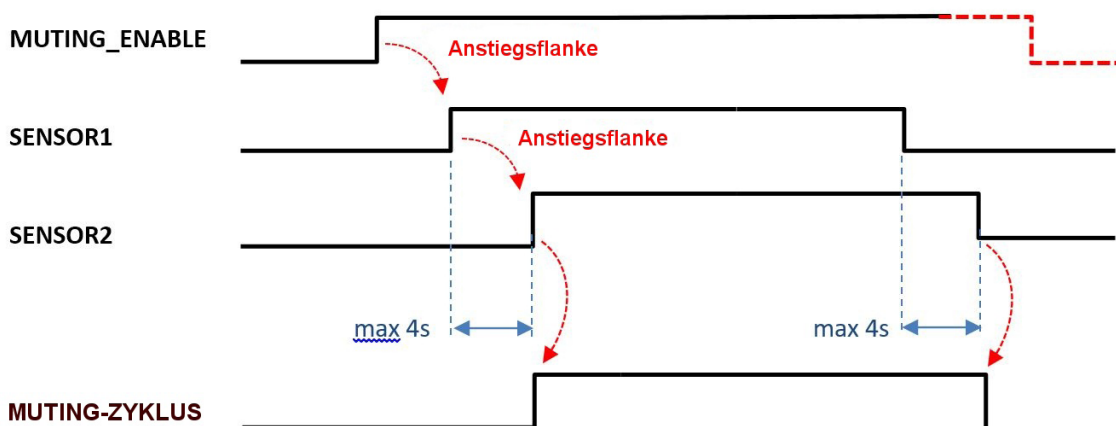 MUTING_ENABLE
Anstiegsflanke
SENSOR1
Anstiegsflanke
SENSOR2
max 4s
max 4s
MUTING-ZYKLUS